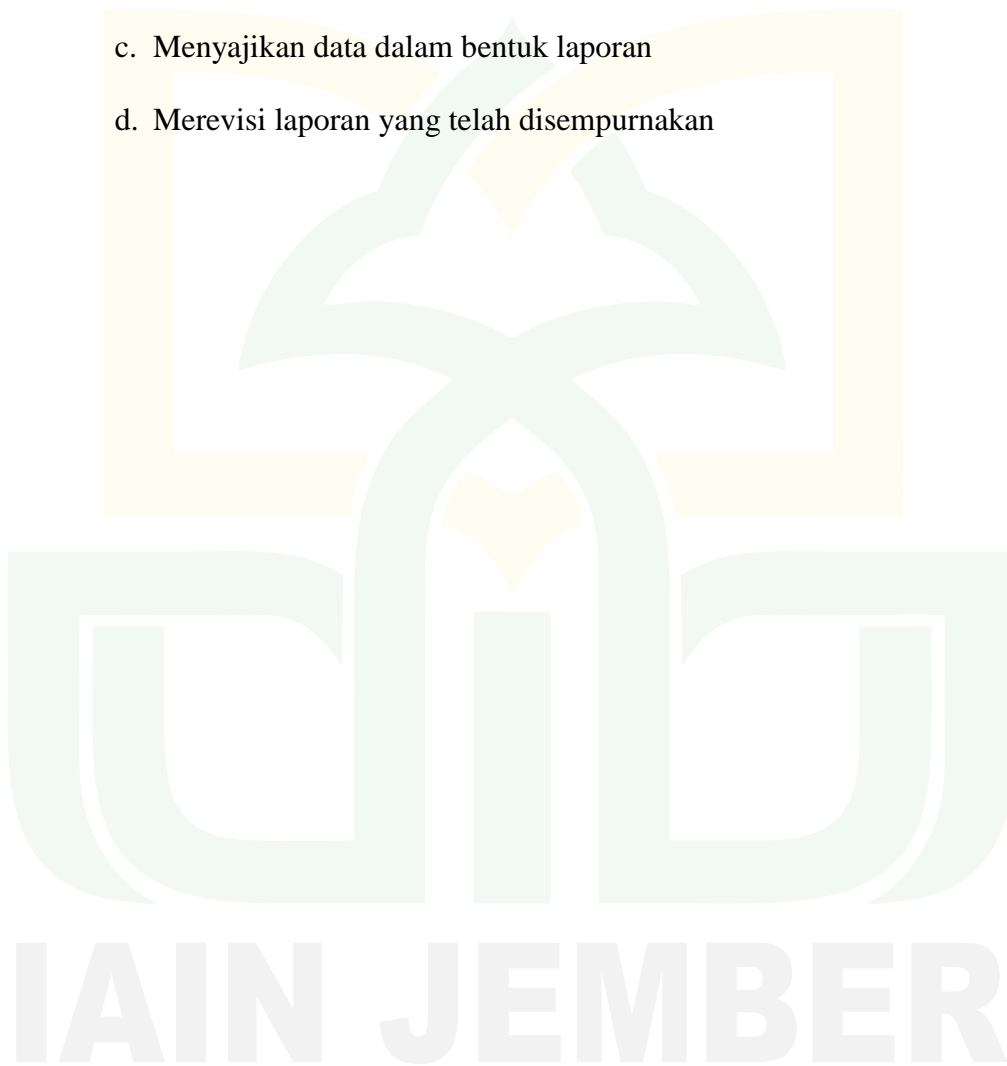 c. Menyajikan data dalam bentuk laporan
d. Merevisi laporan yang telah disempurnakan
IAIN JEMBER